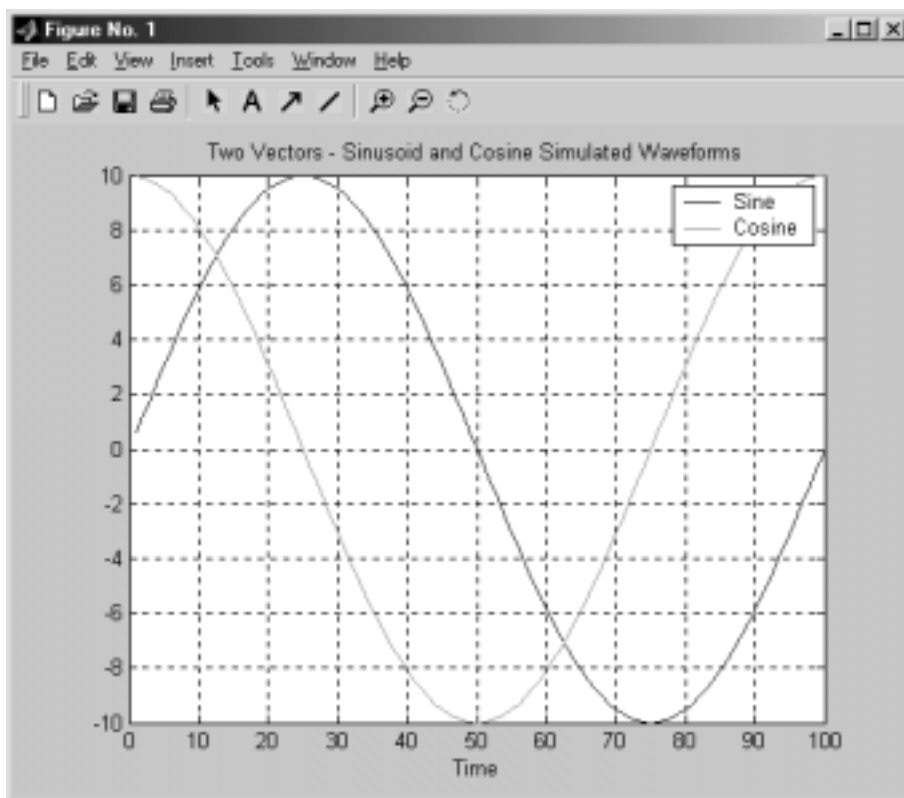 Figure No. 1
File Edit View Insert Tools Window Help
A
Two Vectors - Sinusoid and Cosine Simulated Waveforms
10
8
6
4
2
0
-2
-4
-6
-8
-10
Sine
Cosine
0 10 20 30 40 50 60 70 80 90 100
Time